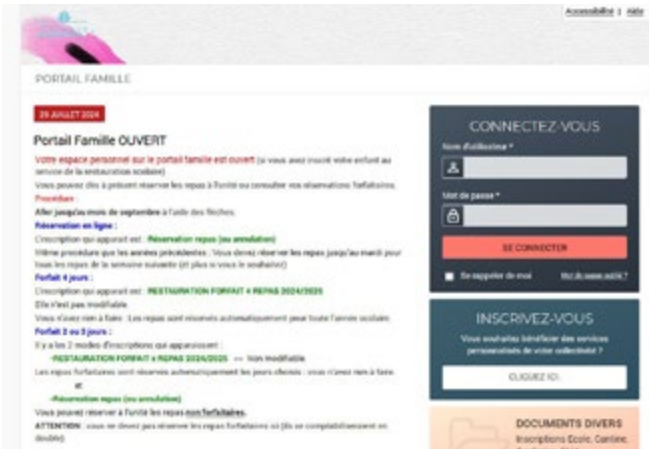 Accessibilité | Aide
PORTAIL FAMILLE
29 JUILLET 2024
Portail Famille OUVERT
Votre espace personnel sur le portail famille est ouvert (si vous avez inscrit votre enfant au
service de la restauration scolaire)
Vous pouvez dès à présent réserver les repas à l'unité ou consulter vos réservations forfaitaires.
Procédure :
Aller jusqu'au mois de septembre à l'aide des flèches.
Réservation en ligne :
L'inscription qui apparait est : Réservation repas (ou annulation)
Même procédure que les années précédentes . Vous devez réserver les repas jusqu'au mardi pour
tous les repas de la semaine suivante (et plus si vous le souhaitez)
Forfait 4 jours :
L'inscription qui apparait est : RESTAURATION FORFAIT 4 REPAS 2024/2025
Elle n'est pas modifiable.
Vous n'avez rien à faire : Les repas sont réservés automatiquement pour toute l'année scolaire.
Forfait 2 ou 3 jours :
Il y a les 2 modes d'inscriptions qui apparaissent :
-RESTAURATION FORFAIT REPAS 2024/2025 => Non modifiable
Les repas forfaitaires sont réservés automatiquement les jours choisis : vous n'avez rien à faire.
et
-Réservation repas (ou annulation)
Vous pouvez réserver à l'unité les repas non forfaitaires.
ATTENTION : vous ne devez pas réserver les repas forfaitaires ici (ils se comptabiliseraient en
double)
CONNECTEZ-VOUS
Nom d'utilisateur *
Mot de passe *
SE CONNECTER
Se rappeler de moi
Mot de passe oublié ?
INSCRIVEZ-VOUS
Vous souhaitez bénéficier des services
personnalisés de votre collectivité ?
CLIQUEZ ICI
DOCUMENTS DIVERS
Inscriptions Ecole, Cantine,